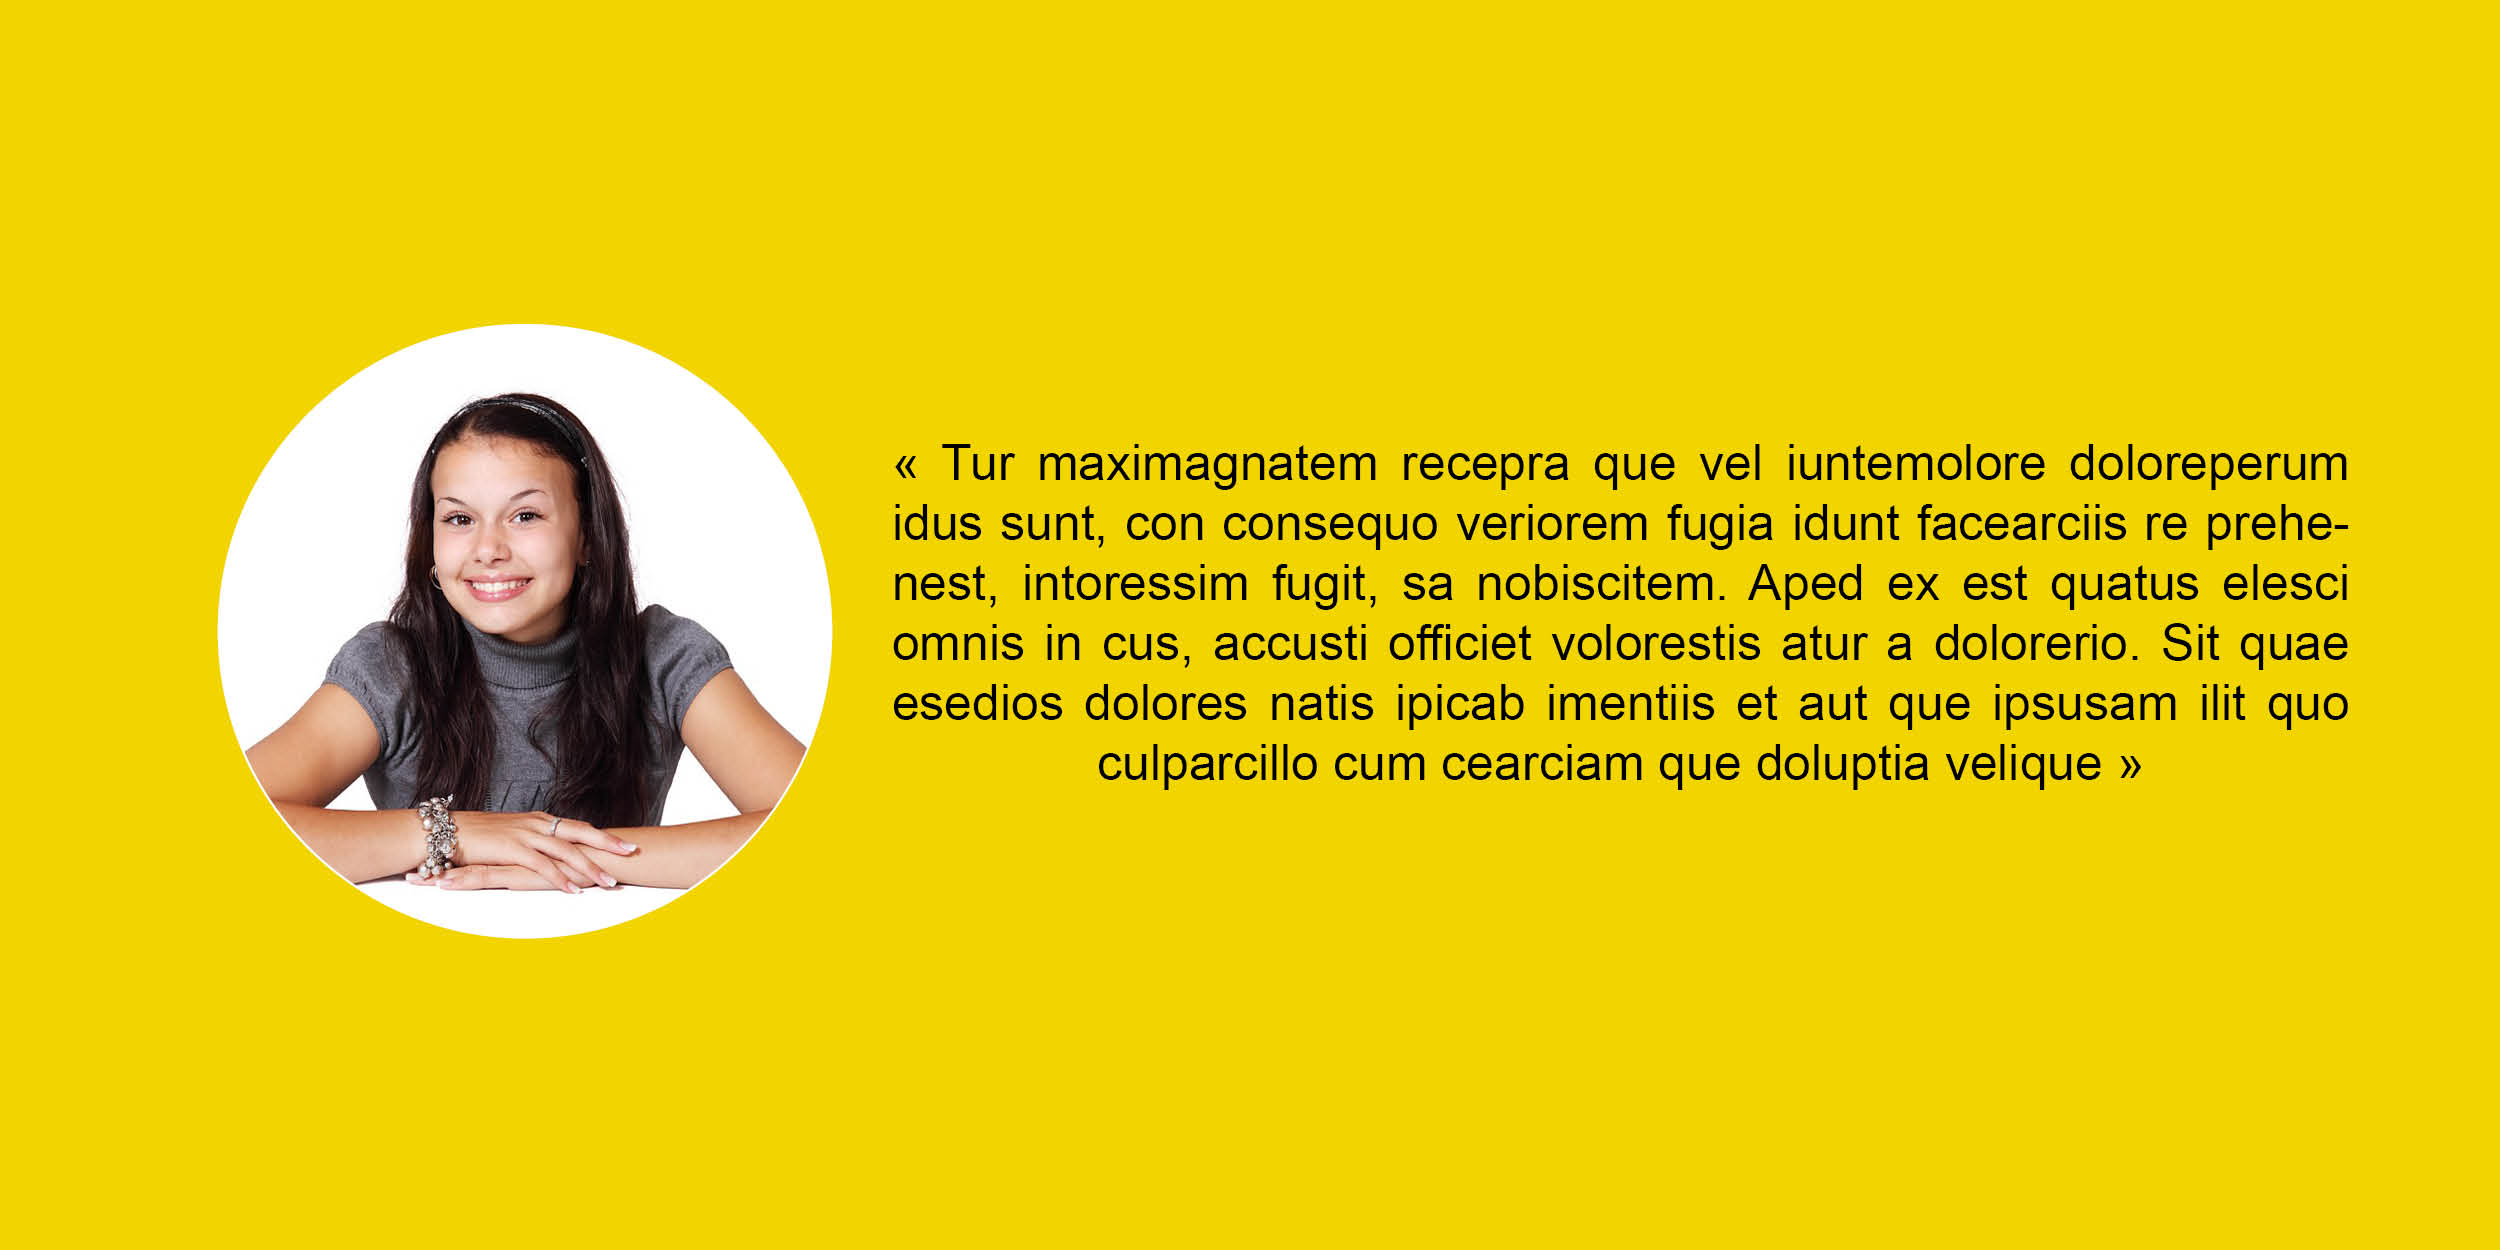 « Tur maximagnatem recepra que vel iuntemolore doloreperum
idus sunt, con consequo veriorem fugia idunt facearciis re prehe-
nest, intoressim fugit, sa nobiscitem. Aped ex est quatus elesci
omnis in cus, accusti officiet volorestis atur a dolorerio. Sit quae
esedios dolores natis ipicab imentiis et aut que ipsusam ilit quo
culparcillo cum cearciam que doluptia velique »